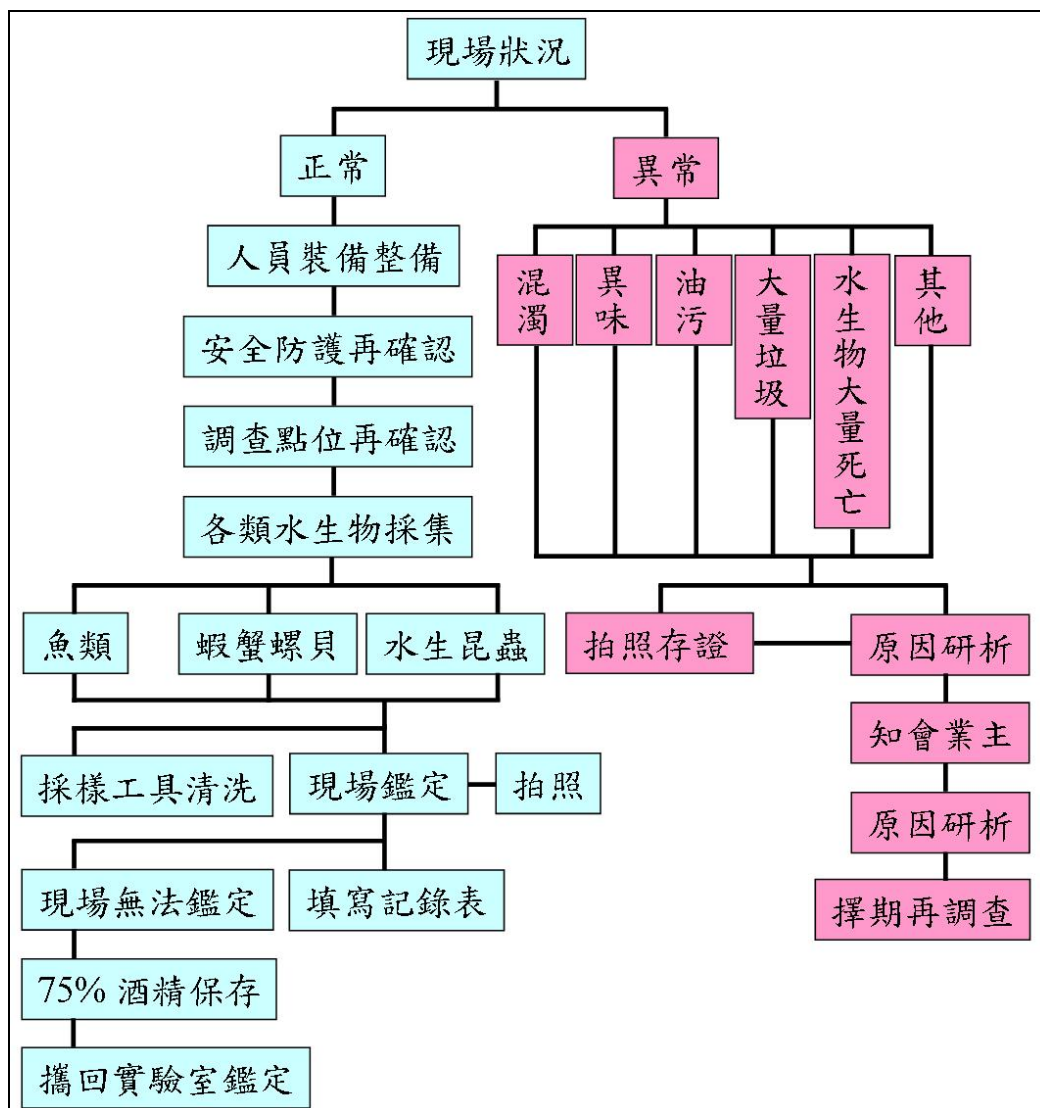 現場狀況
正常
異常
人員裝備整備
安全防護再確認
調查點位再確認
各類水生物採集
混濁
異味
油污
大量垃圾
水生物大量死亡
其他
魚類
蝦蟹螺貝
水生昆蟲
拍照存證
原因研析
知會業主
原因研析
擇期再調查
採樣工具清洗
現場鑑定
拍照
現場無法鑑定
填寫記錄表
75% 酒精保存
攜回實驗室鑑定